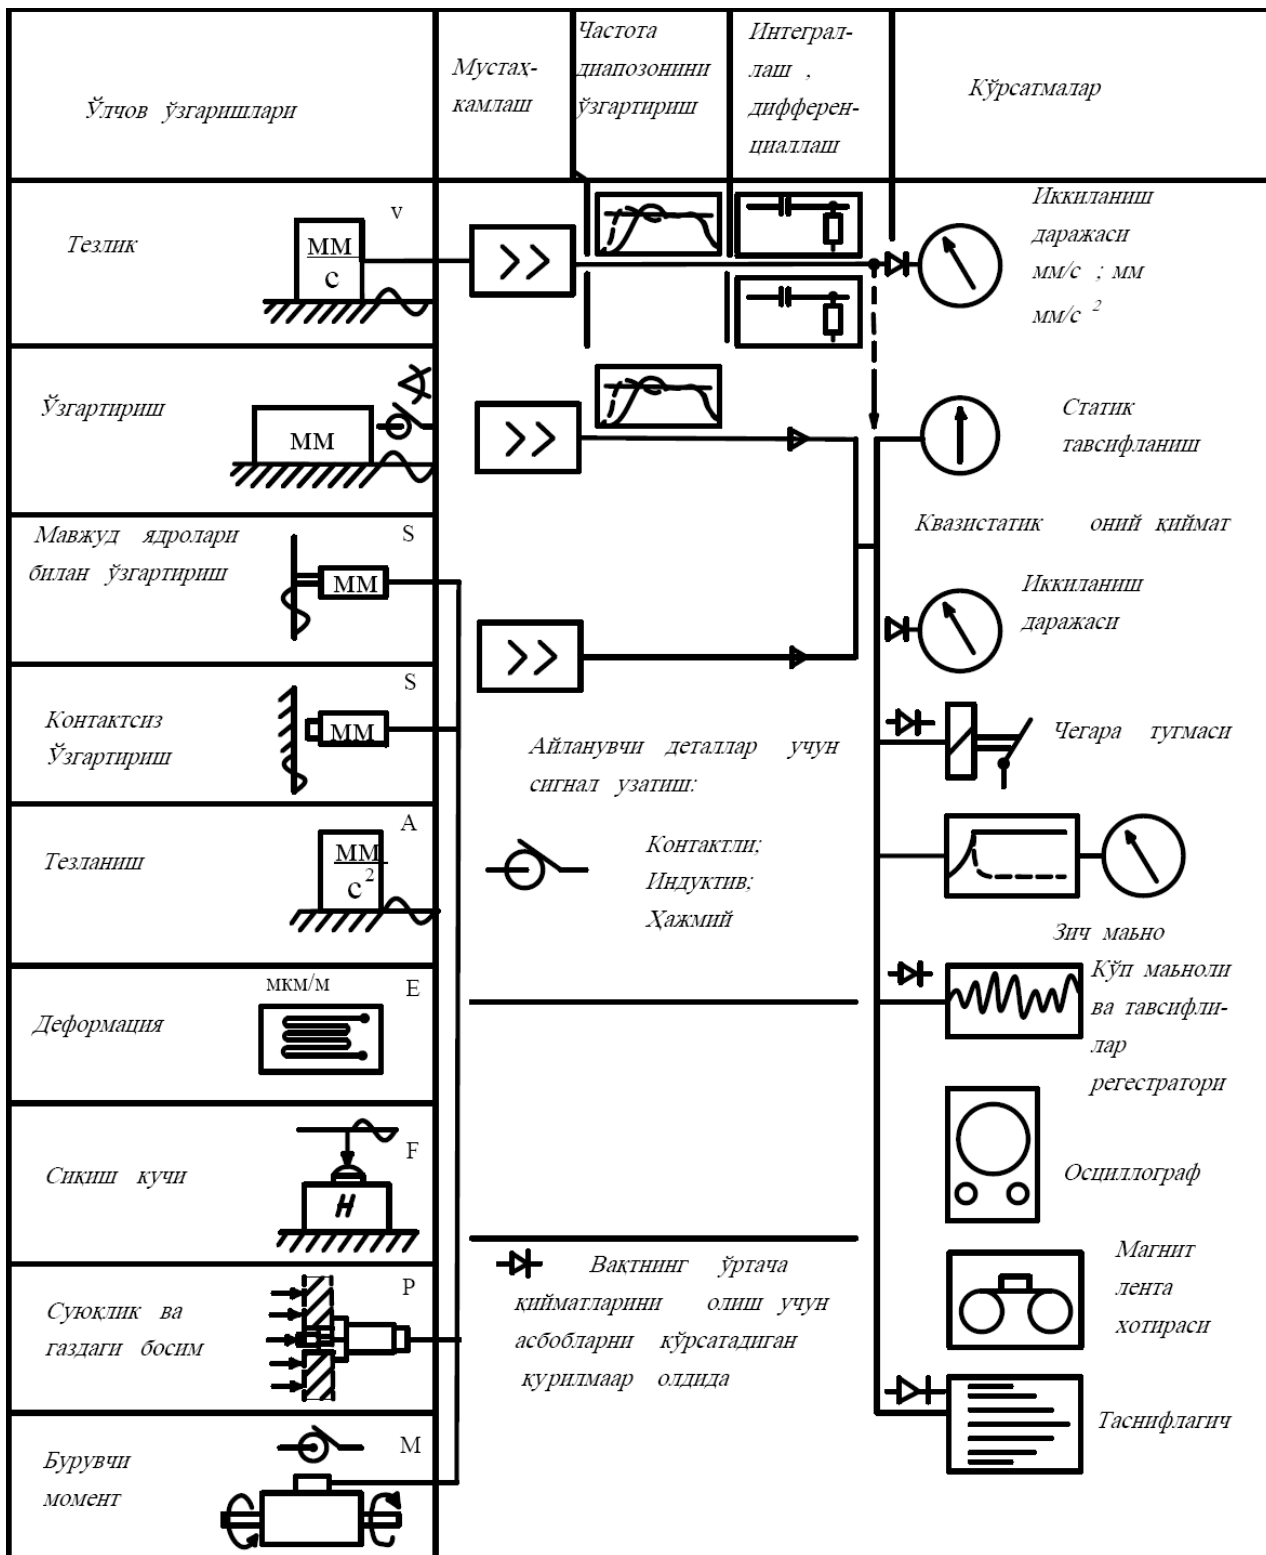 Ўлчов ўзгаришлари
Мустаҳ-
камлаш
Частота
диапозонини
ўзгартириш
Интеграл-
лаш ,
дифферен-
циаллаш
Кўрсатмалар
Тезлик
v
мм
с
Иккиланиш
даражаси
мм/с ; мм
мм/с 2
Ўзгартириш
мм
Статик
тавсифланиш
Квазистатик оний қиймат
Мавжуд ядролари
билан ўзгартириш
S
мм
Иккиланиш
даражаси
Контактсиз
Ўзгартириш
S
мм
Чегара тугмаси
Айланувчи деталлар учун
сигнал узатиш:
Контактли;
Индуктив;
Ҳажмий
Тезланиш
А
мм
с 2
Зич маьно
Деформация
мкм/м
Е
Кўп маьноли
ва тавсифли-
лар
регестратори
Сиқиш кучи
F
Н
Осциллограф
Суюқлик ва
газдаги босим
Р
Вақтнинг ўртача
қийматларини олиш учун
асбобларни кўрсатадиган
қурилмаар олдида
Магнит
лента
хотираси
Бурувчи
момент
М
Таснифлагич